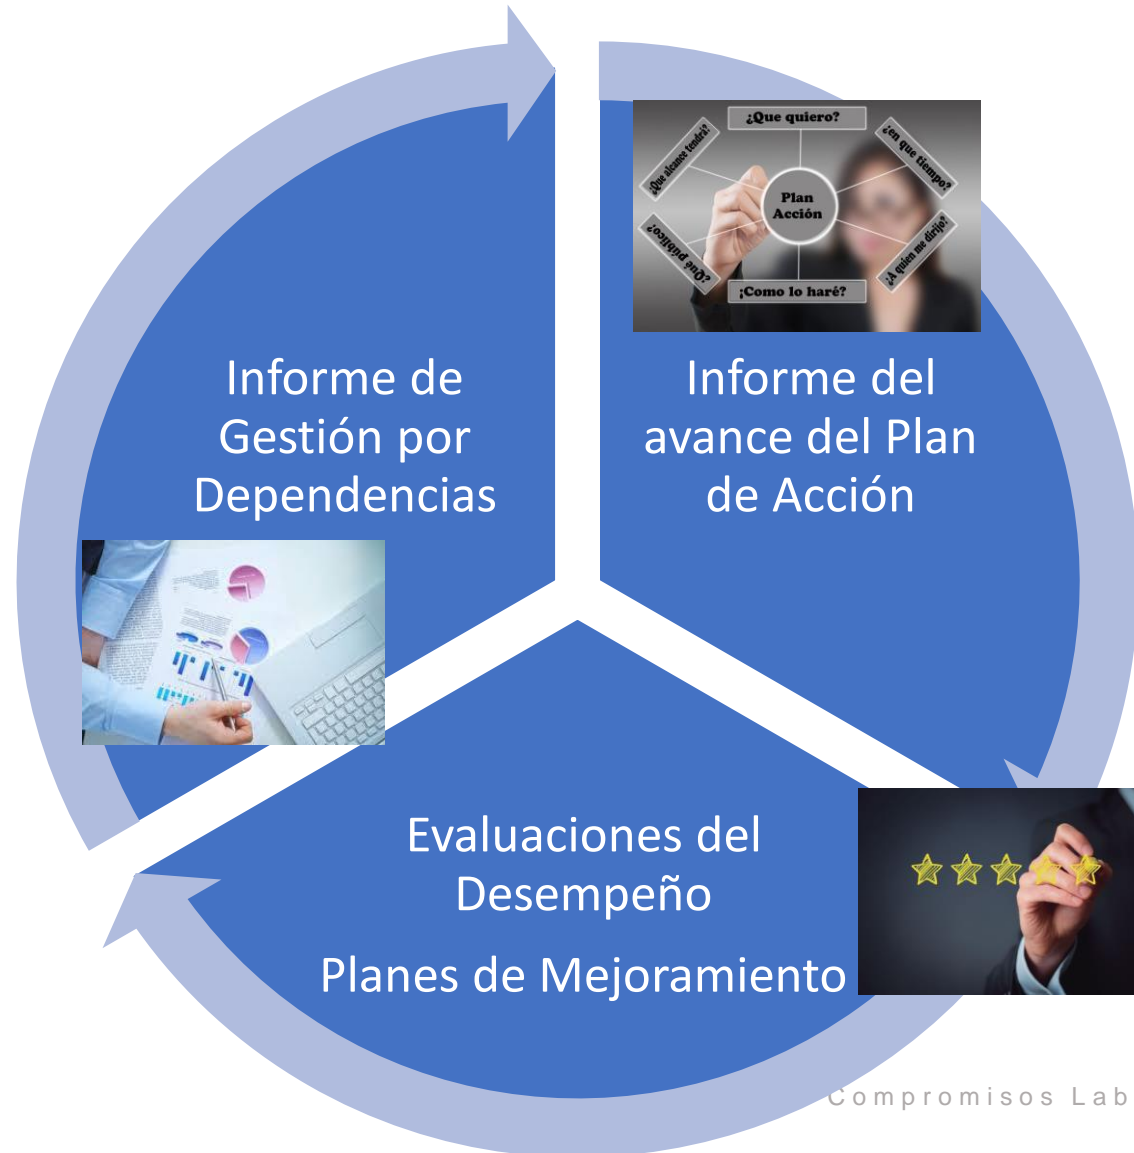 ¿Que quiero?
¿Que alcance tendrá?
¿en que tiempo?
Plan
Acción
¿Qué público?
¿A quien me dirijo?
¿Como lo haré?
Informe de
Gestión por
Dependencias
Informe del
avance del Plan
de Acción
Evaluaciones del
Desempeño
Planes de Mejoramiento
Compromisos Lab